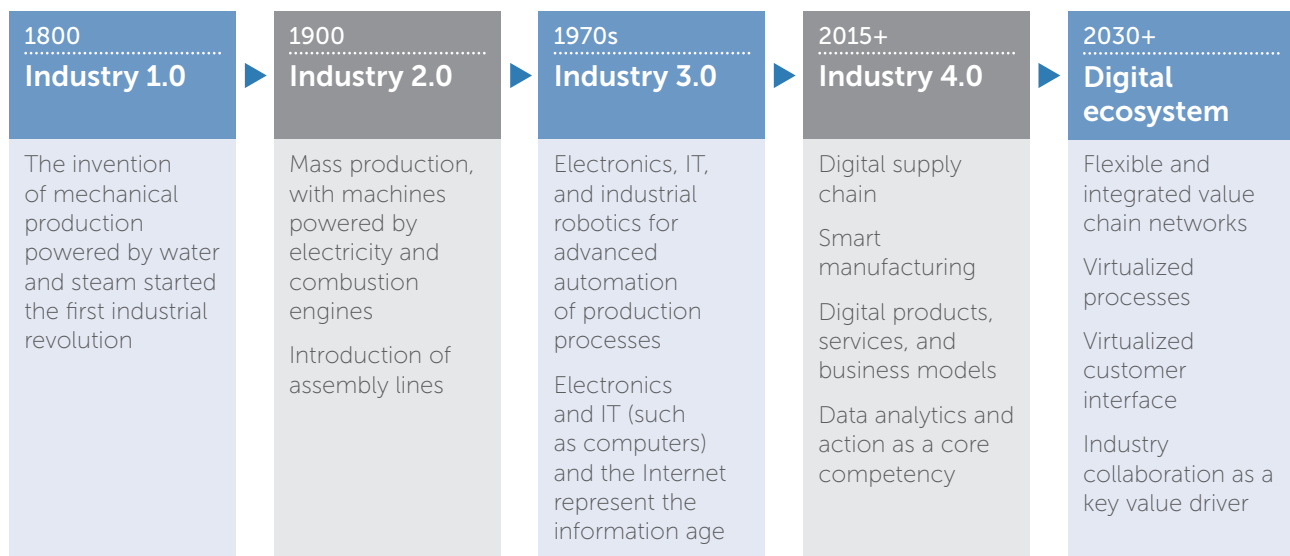 1800
Industry 1.0
The invention
of mechanical
production
powered by water
and steam started
the first industrial
revolution
1900
Industry 2.0
Mass production,
with machines
powered by
electricity and
combustion
engines
Introduction of
assembly lines
1970s
Industry 3.0
Electronics, IT,
and industrial
robotics for
advanced
automation
of production
processes
Electronics
and IT (such
as computers)
and the Internet
represent the
information age
2015+
Industry 4.0
Digital supply
chain
Smart
manufacturing
Digital products,
services, and
business models
Data analytics and
action as a core
competency
2030+
Digital
ecosystem
Flexible and
integrated value
chain networks
Virtualized
processes
Virtualized
customer
interface
Industry
collaboration as a
key value driver